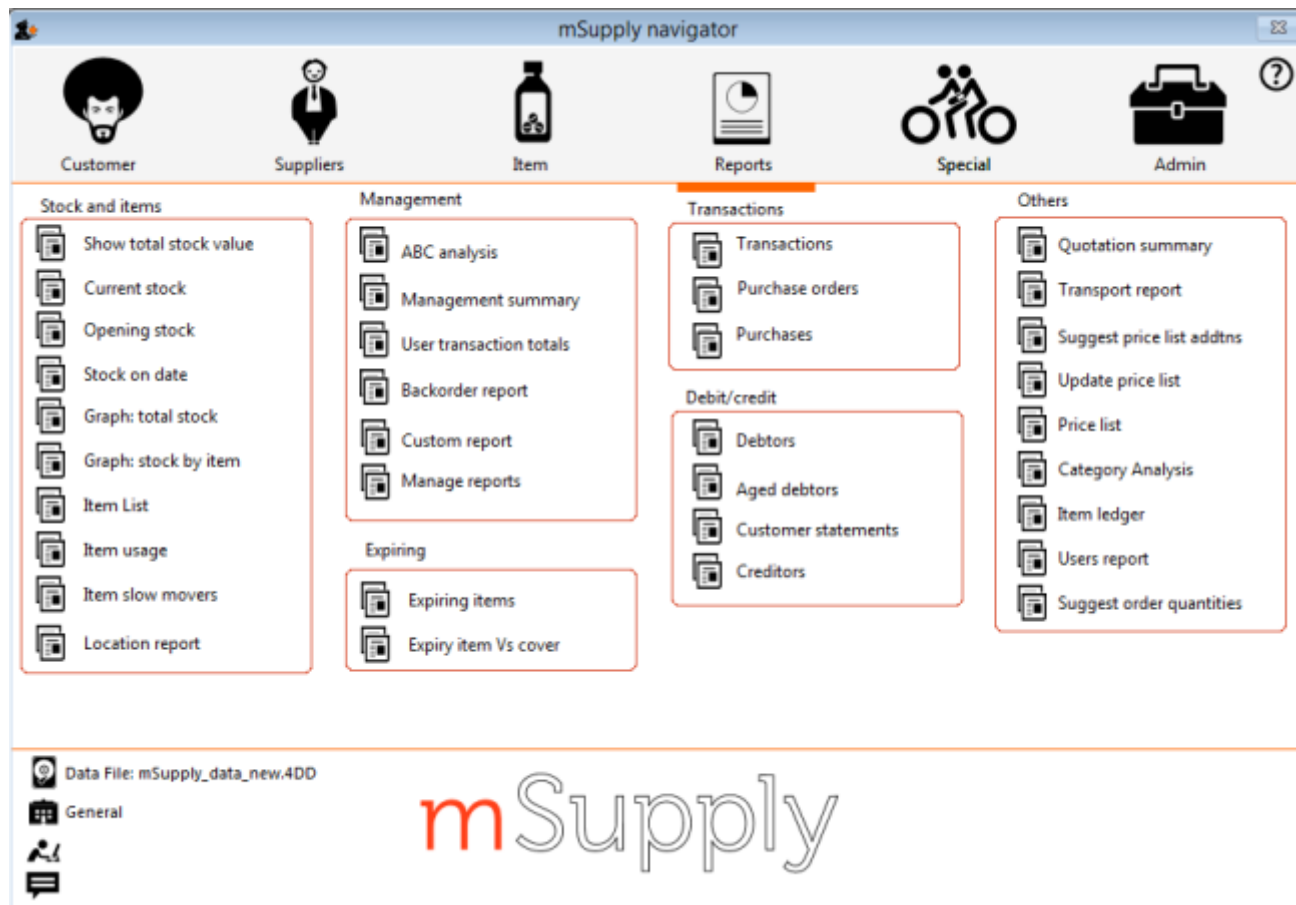 mSupply navigator
Customer
Suppliers
Item
Reports
Special
Admin
?
Stock and items
Show total stock value
Current stock
Opening stock
Stock on date
Graph: total stock
Graph: stock by item
Item List
Item usage
Item slow movers
Location report
Management
ABC analysis
Management summary
User transaction totals
Backorder report
Custom report
Manage reports
Expiring
Expiring items
Expiry item Vs cover
Transactions
Transactions
Purchase orders
Purchases
Debit/credit
Debtors
Aged debtors
Customer statements
Creditors
Others
Quotation summary
Transport report
Suggest price list addtns
Update price list
Price list
Category Analysis
Item ledger
Users report
Suggest order quantities
Data File: mSupply_data_new.4DD
General
mSupply